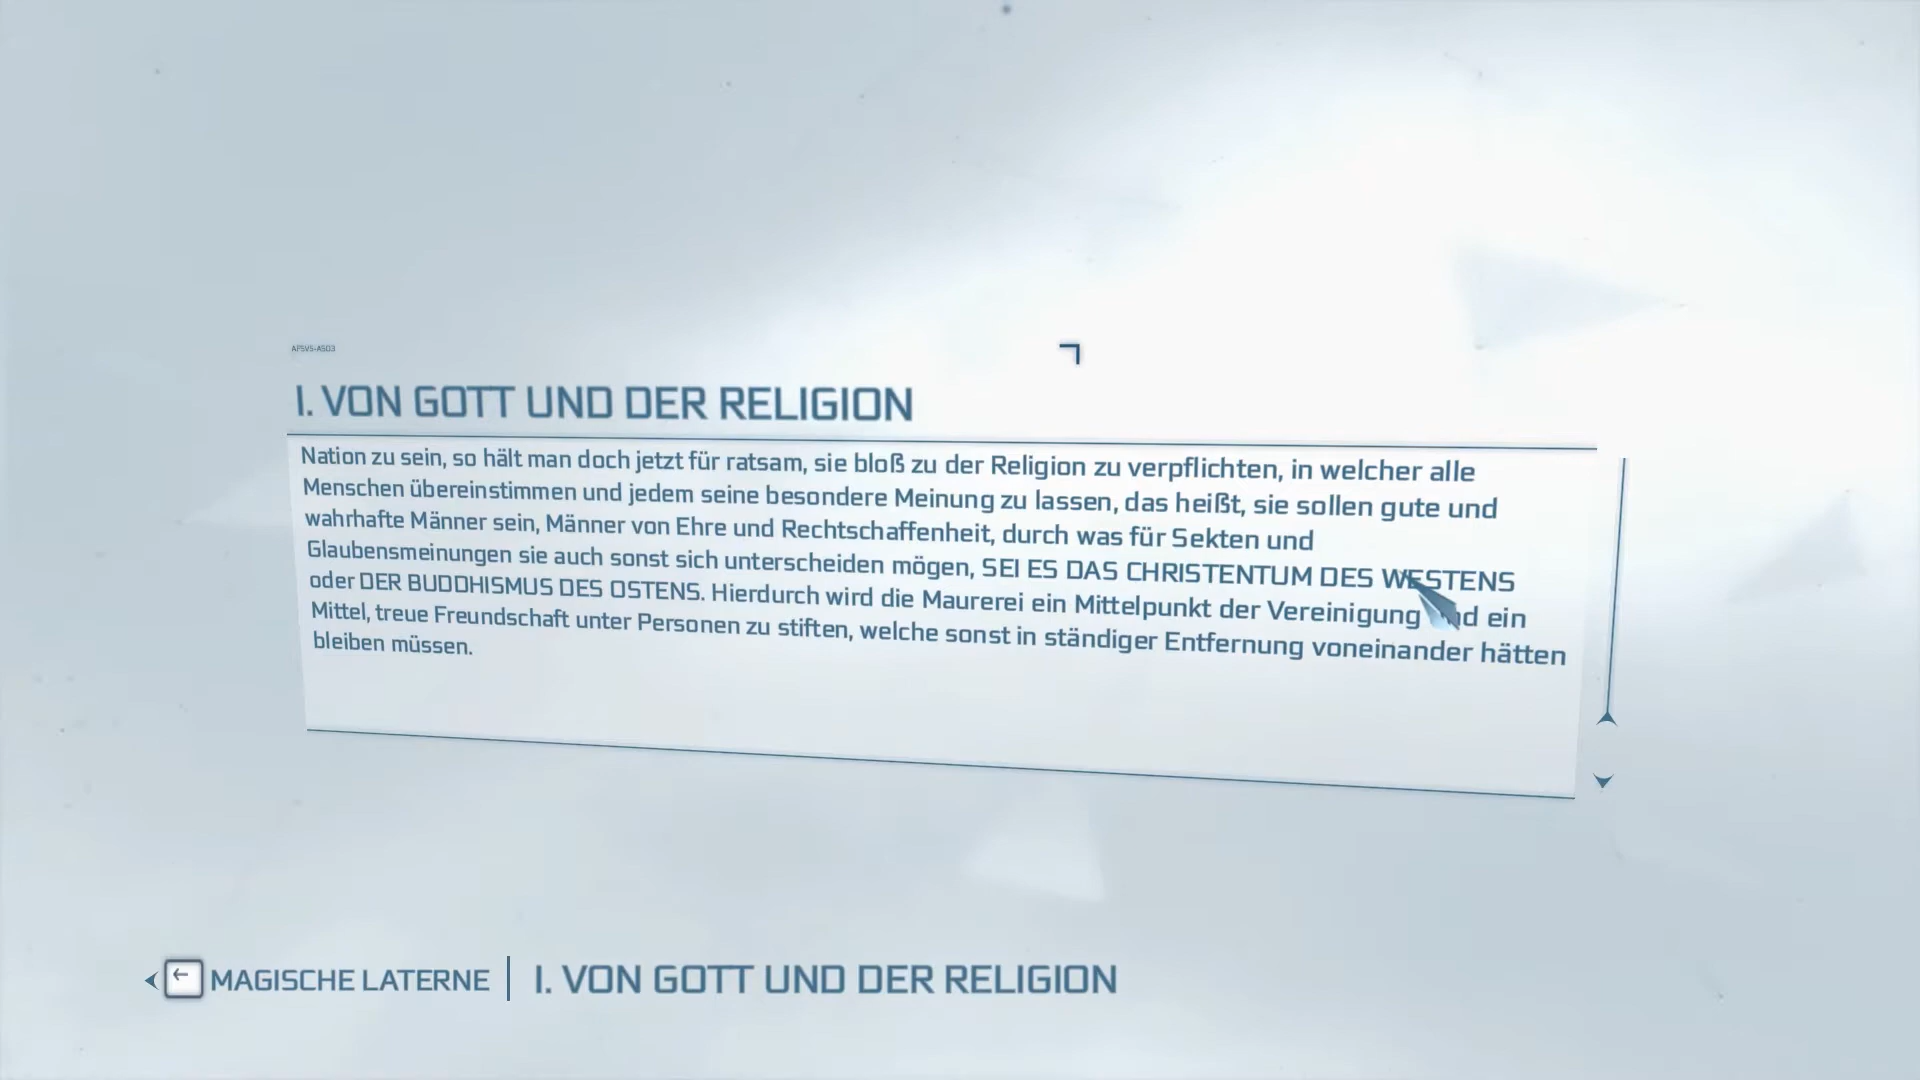 AFSV5-AS03
I. VON GOTT UND DER RELIGION
Nation zu sein, so hält man doch jetzt für ratsam, sie bloß zu der Religion zu verpflichten, in welcher alle
Menschen übereinstimmen und jedem seine besondere Meinung zu lassen, das heißt, sie sollen gute und
wahrhafte Männer sein, Männer von Ehre und Rechtschaffenheit, durch was für Sekten und
Glaubensmeinungen sie auch sonst sich unterscheiden mögen, SEI ES DAS CHRISTENTUM DES WESTENS
oder DER BUDDHISMUS DES OSTENS. Hierdurch wird die Maurerei ein Mittelpunkt der Vereinigung und ein
Mittel, treue Freundschaft unter Personen zu stiften, welche sonst in ständiger Entfernung voneinander hätten
bleiben müssen.
MAGISCHE LATERNE
I. VON GOTT UND DER RELIGION